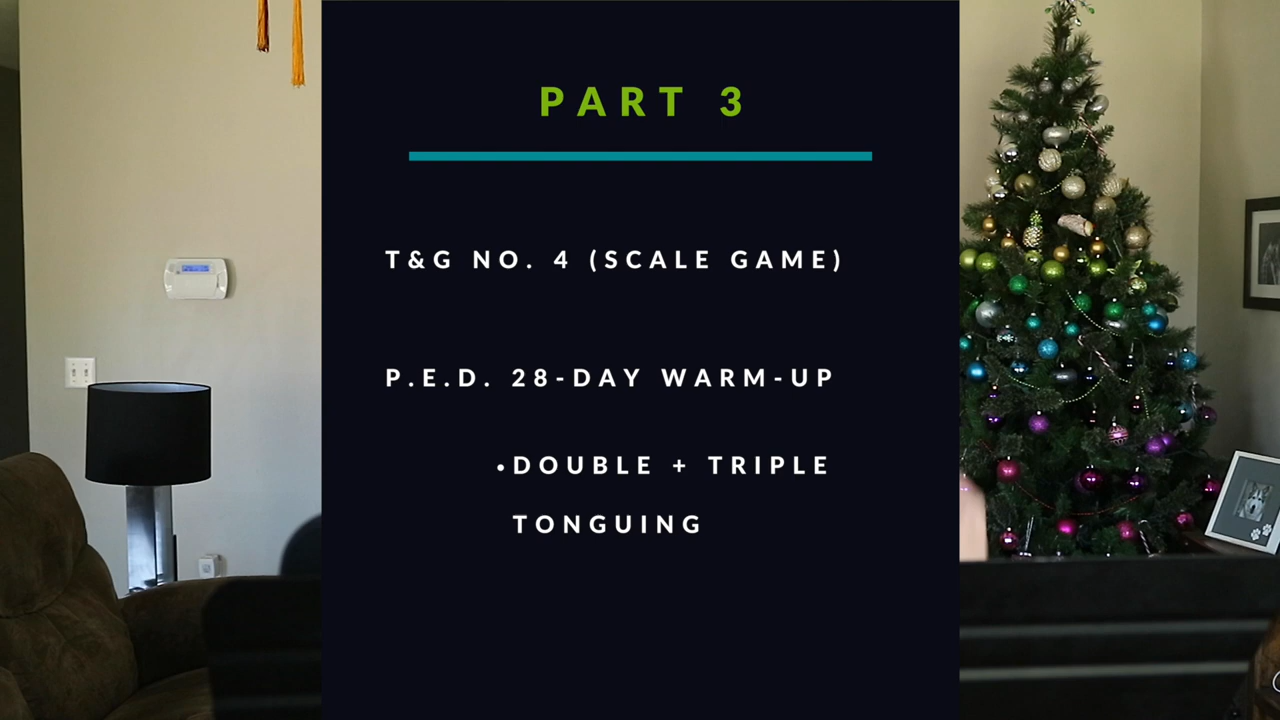 PART 3
T&G NO. 4 (SCALE GAME)
P.E.D. 28-DAY WARM-UP
•DOUBLE + TRIPLE
TONGUING